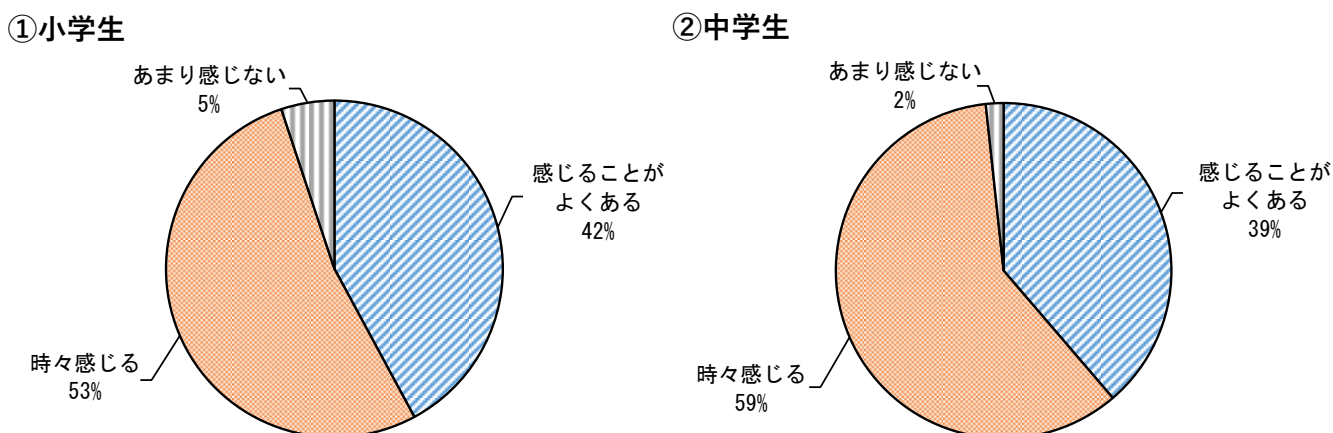 ①小学生
あまり感じない
5%
感じることが
よくある
42%
時々感じる
53%
②中学生
あまり感じない
2%
感じることが
よくある
39%
時々感じる
59%